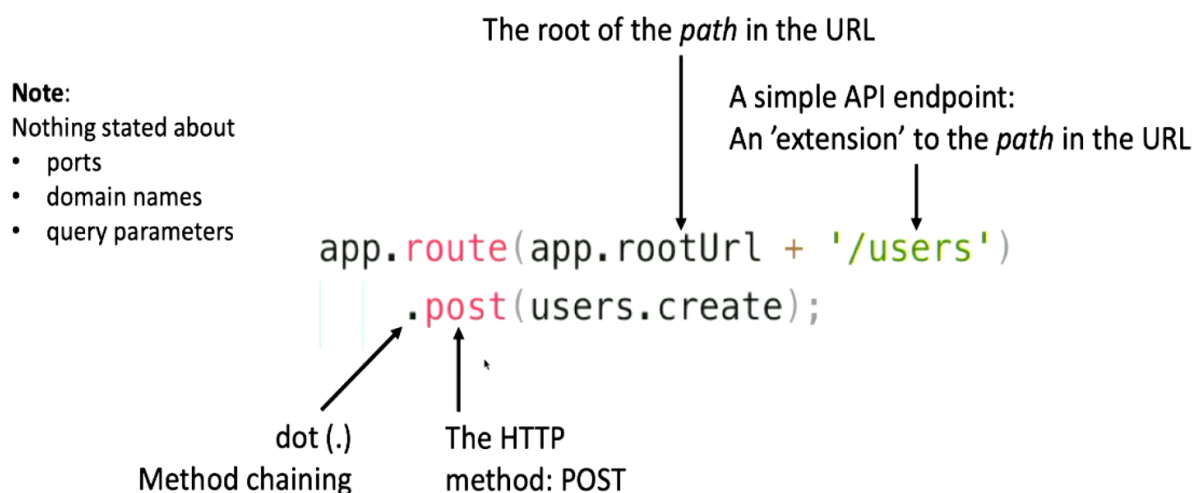 The root of the path in the URL
Note:
Nothing stated about
• ports
• domain names
• query parameters
A simple API endpoint:
An ’extension’ to the path in the URL
app.route(app.rootUrl + '/users')
.post(users.create);
dot (.)
Method chaining
The HTTP
method: POST